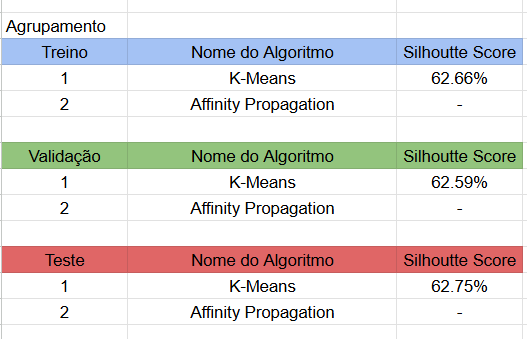 Agrupamento
Treino Nome do Algoritmo Silhoutte Score
1 K-Means 62.66%
2 Affinity Propagation -
Validação Nome do Algoritmo Silhoutte Score
1 K-Means 62.59%
2 Affinity Propagation -
Teste Nome do Algoritmo Silhoutte Score
1 K-Means 62.75%
2 Affinity Propagation -